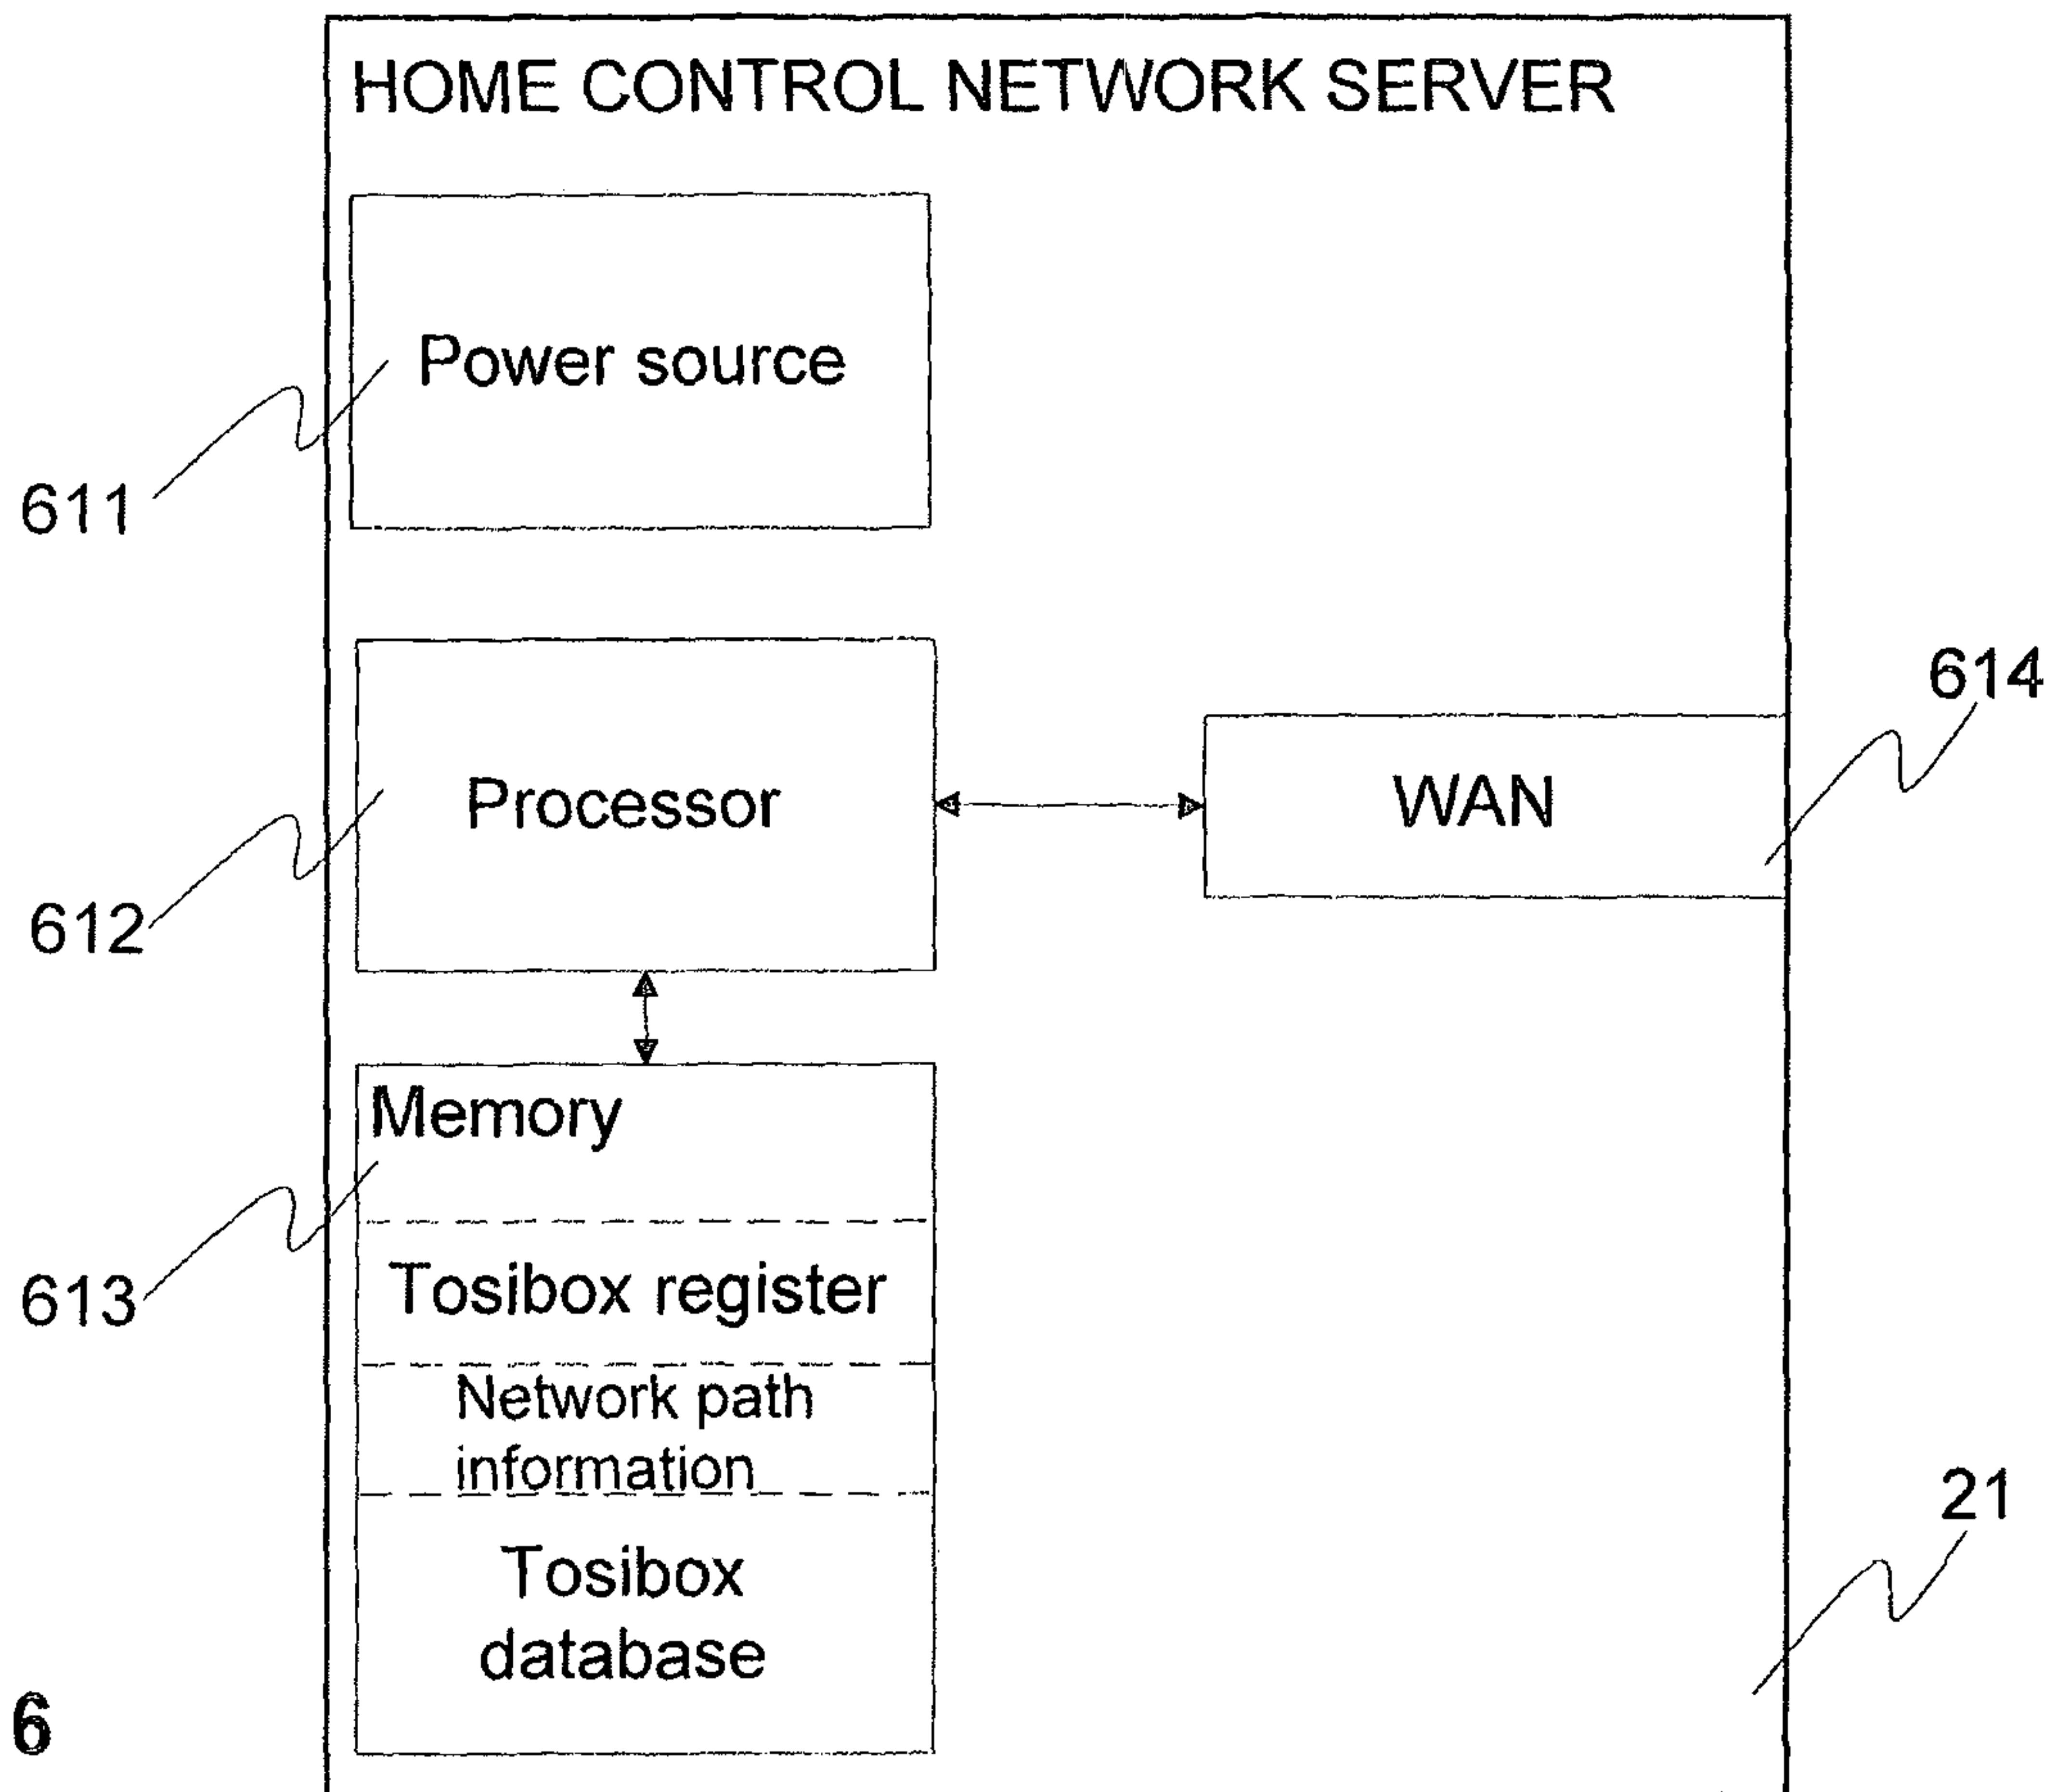 HOME CONTROL NETWORK SERVER
Power source
611
614
Processor
WAN
612
Memory
Tosibox register
613
Network path
information
21
Tosibox
database
6